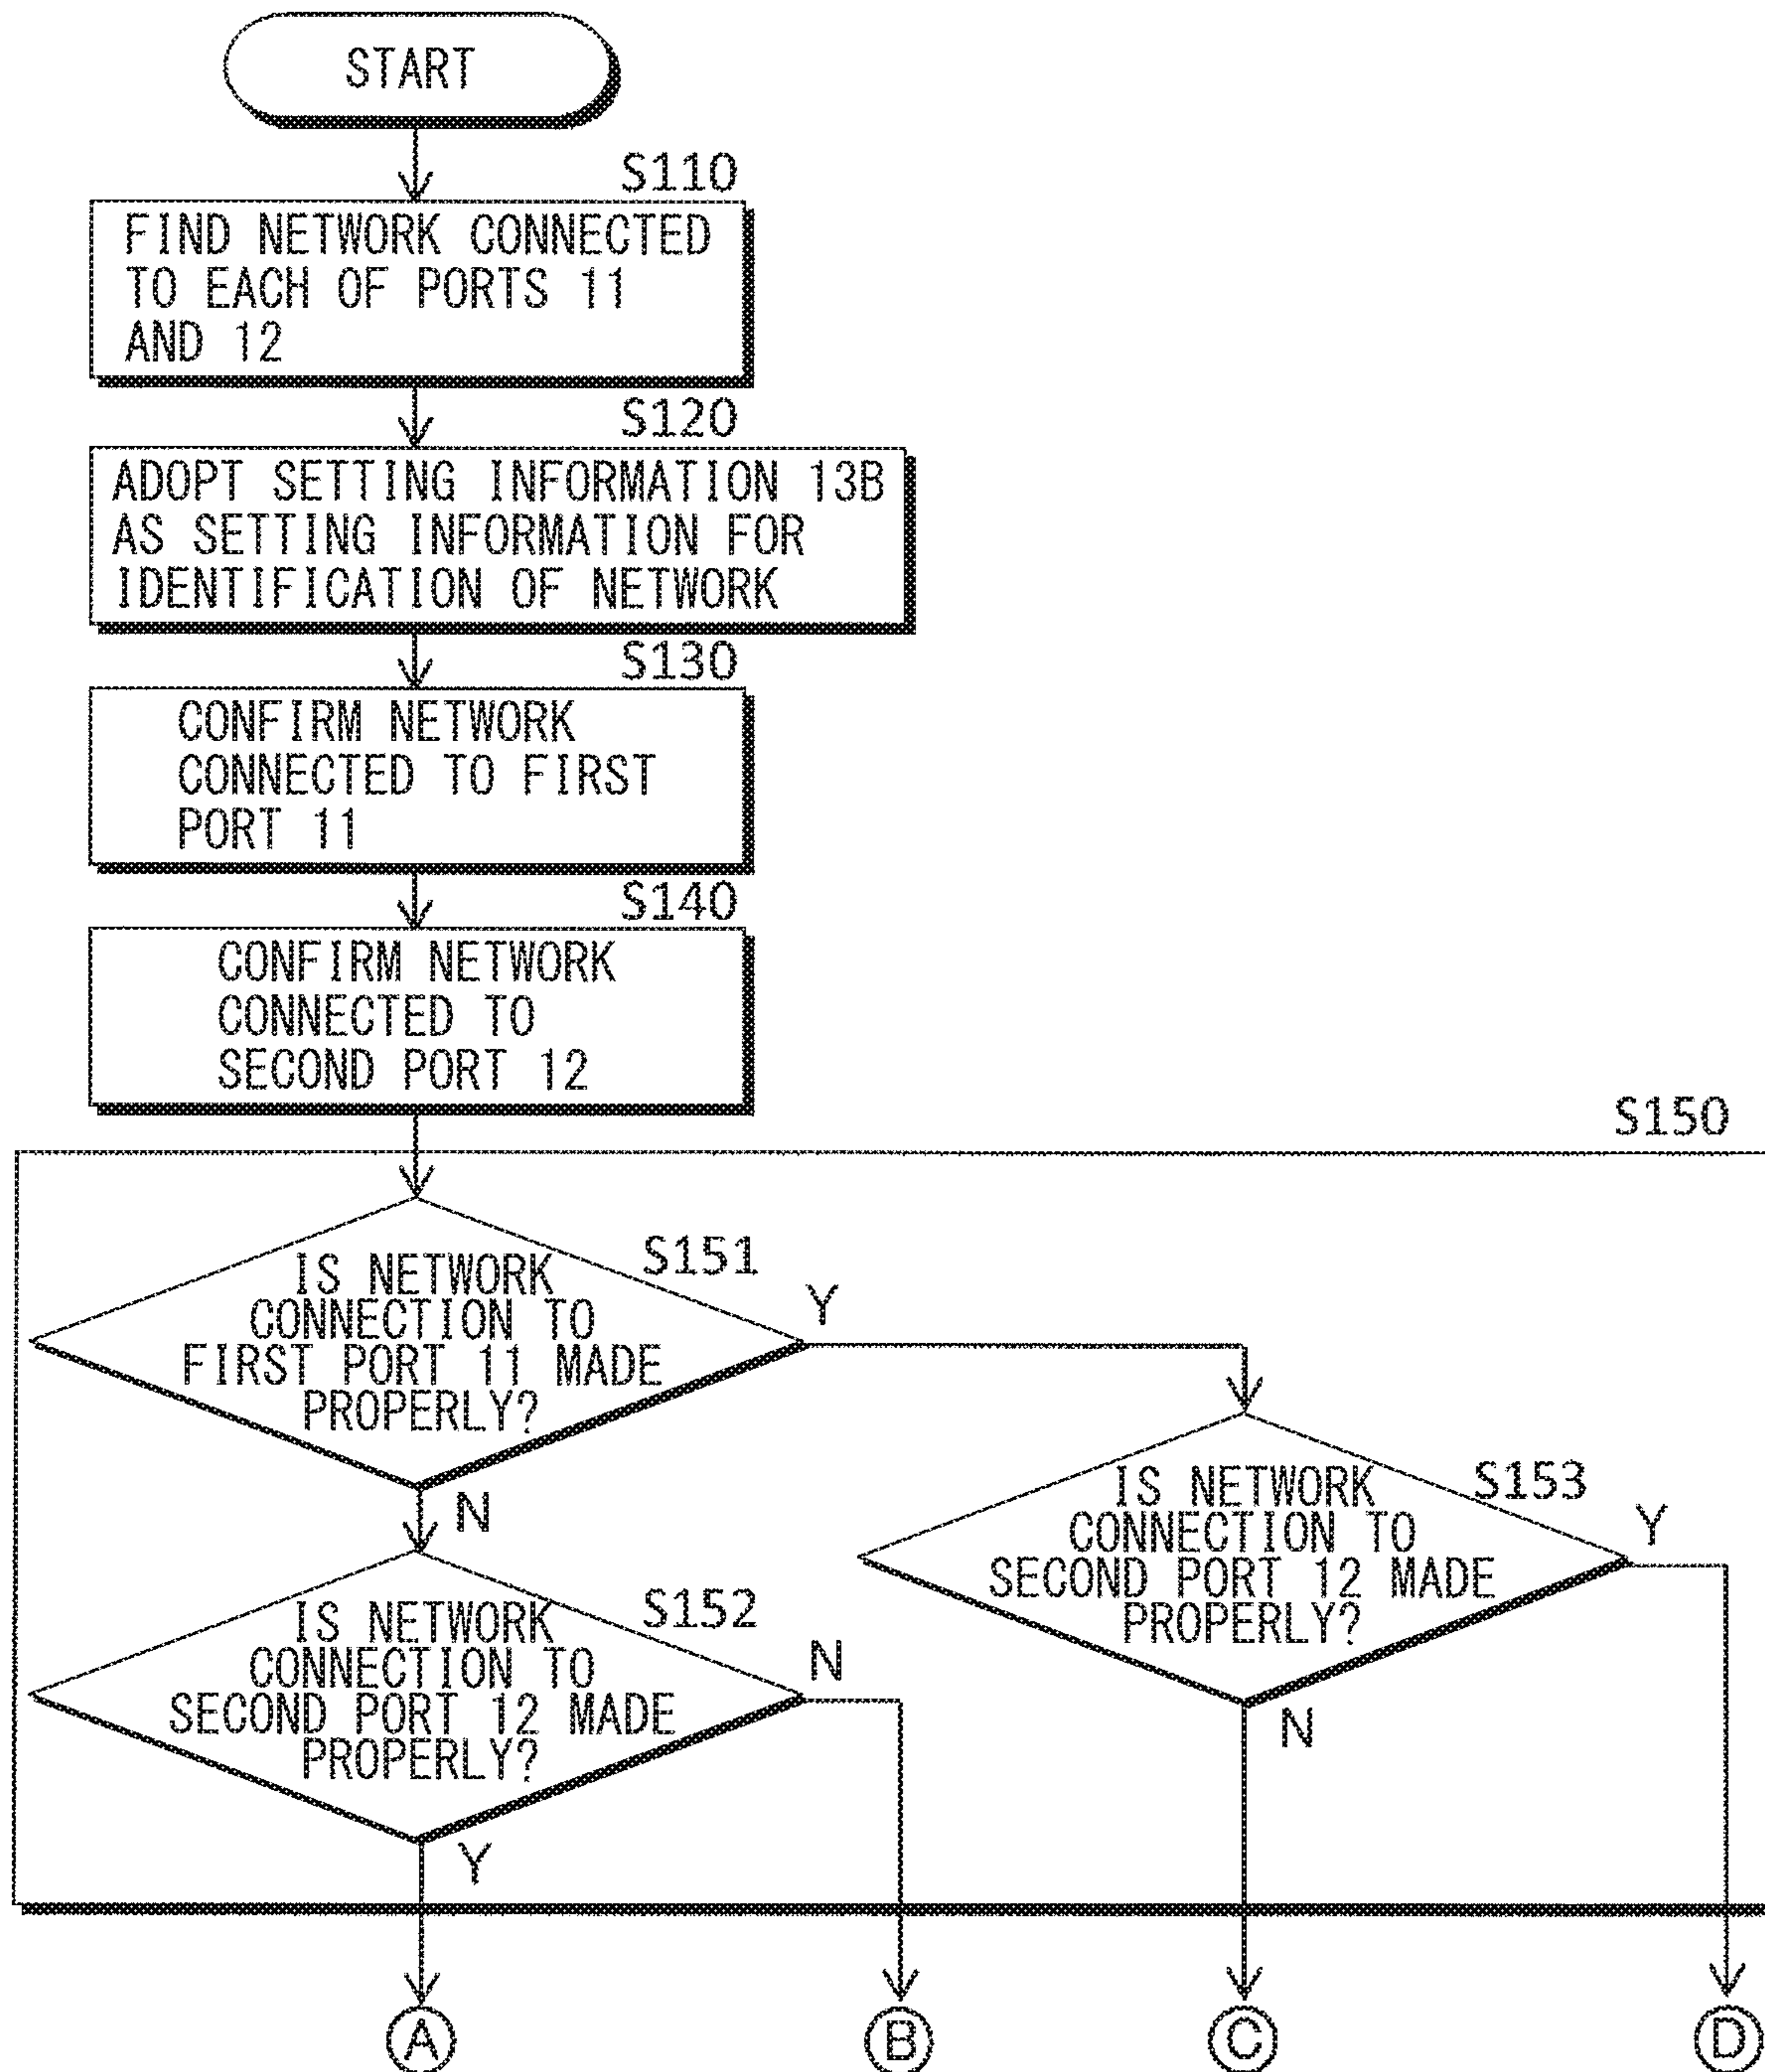 START
S110
FIND NETWORK CONNECTED
TO EACH OF PORTS 11
AND 12
S120
ADOPT SETTING INFORMATION 13B
AS SETTING INFORMATION FOR
IDENTIFICATION OF NETWORK
S130
CONFIRM NETWORK
CONNECTED TO FIRST
PORT 11
S140
CONFIRM NETWORK
CONNECTED TO
SECOND PORT 12
S150
S151
IS NETWORK
CONNECTION TO
FIRST PORT 11 MADE
PROPERLY?
Y
N
S153
IS NETWORK
CONNECTION TO
SECOND PORT 12 MADE
PROPERLY?
Y
N
S152
IS NETWORK
CONNECTION TO
SECOND PORT 12 MADE
PROPERLY?
N
Y
A
B
C
D